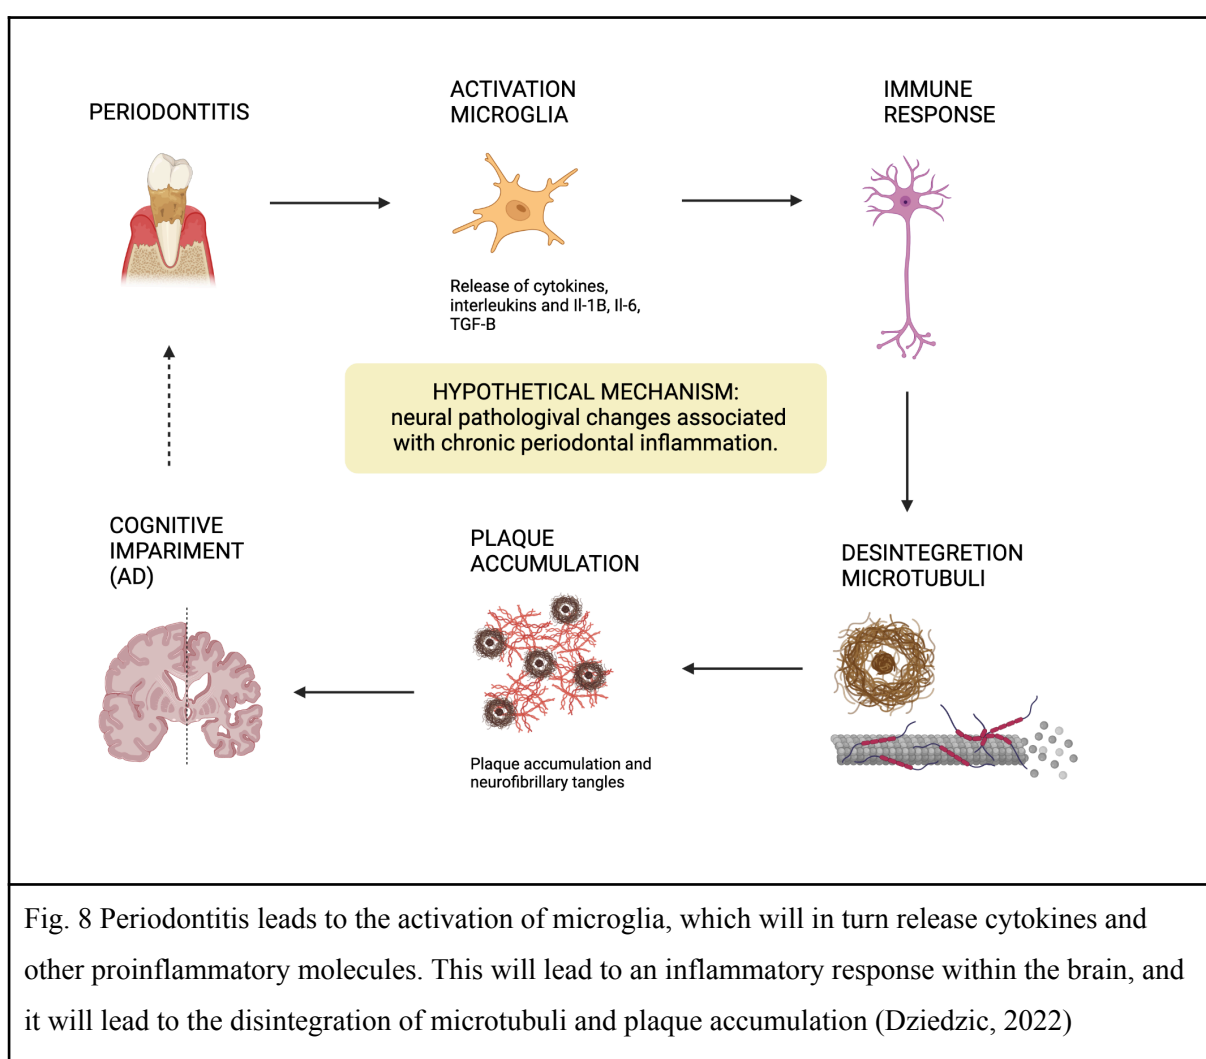 PERIODONTITIS
ACTIVATION
MICROGLIA
IMMUNE
RESPONSE
Release of cytokines,
interleukins and Il-1B, Il-6,
TGF-B
HYPOTHETICAL MECHANISM:
neural pathologival changes associated
with chronic periodontal inflammation.
COGNITIVE
IMPARIMENT
(AD)
PLAQUE
ACCUMULATION
DESINTEGRETION
MICROTUBULI
Plaque accumulation and
neurofibrillary tangles
Fig. 8 Periodontitis leads to the activation of microglia, which will in turn release cytokines and
other proinflammatory molecules. This will lead to an inflammatory response within the brain, and
it will lead to the disintegration of microtubuli and plaque accumulation (Dziedzic, 2022)